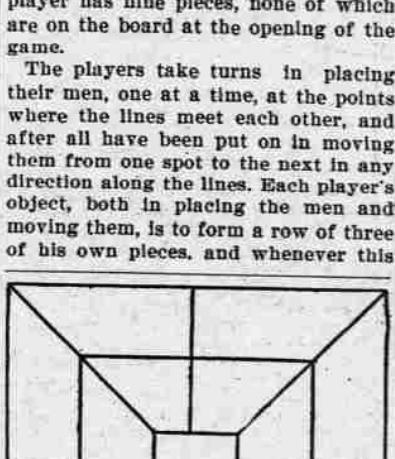 player has nine pieces, none of which
are on the board at the opening of the
game.
The players take turns in placing
their men, one at a time, at the points
where the lines meet each other, and
after all have been put on in moving
them from one spot to the next in any
direction along the lines. Each player's
object, both in placing the men and
moving them, is to form a row of three
of his own pieces, and whenever this